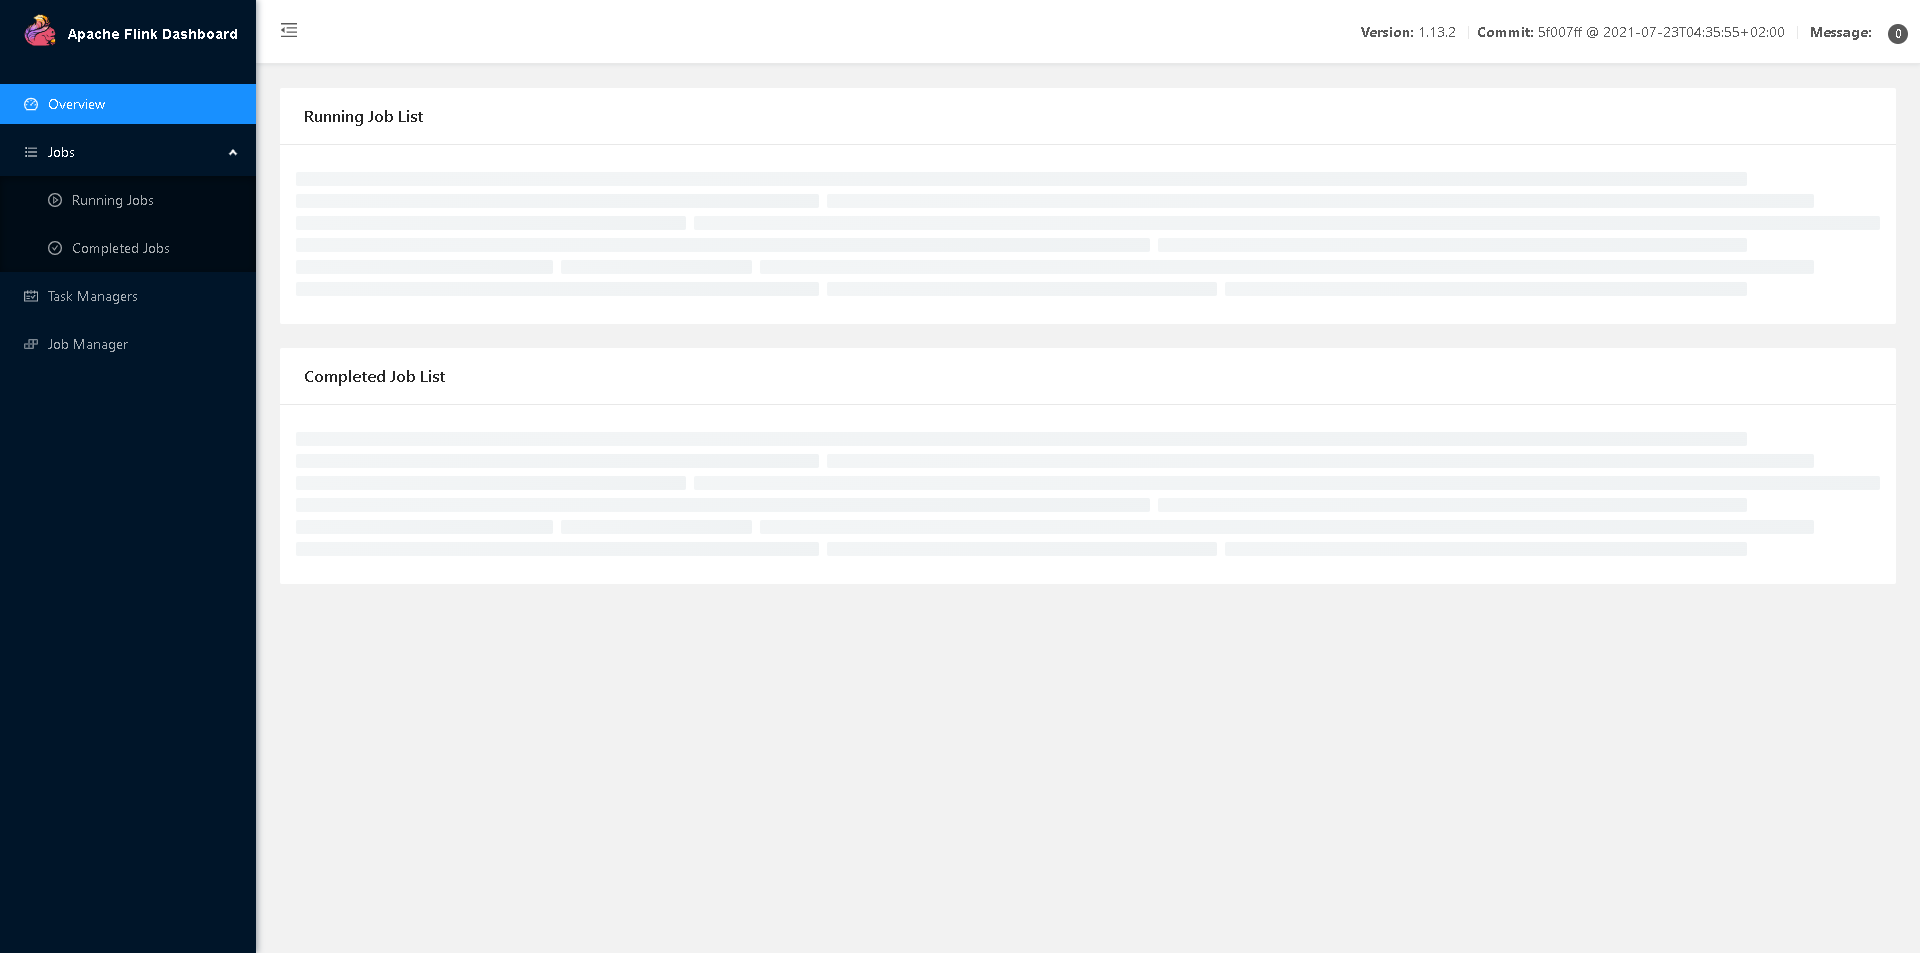 Apache Flink Dashboard
Version: 1.13.2 Commit: 5f007ff @ 2021-07-23T04:35:55+02:00 Message: 0
Overview
Jobs
Running Jobs
Completed Jobs
Task Managers
Job Manager
Running Job List
Completed Job List